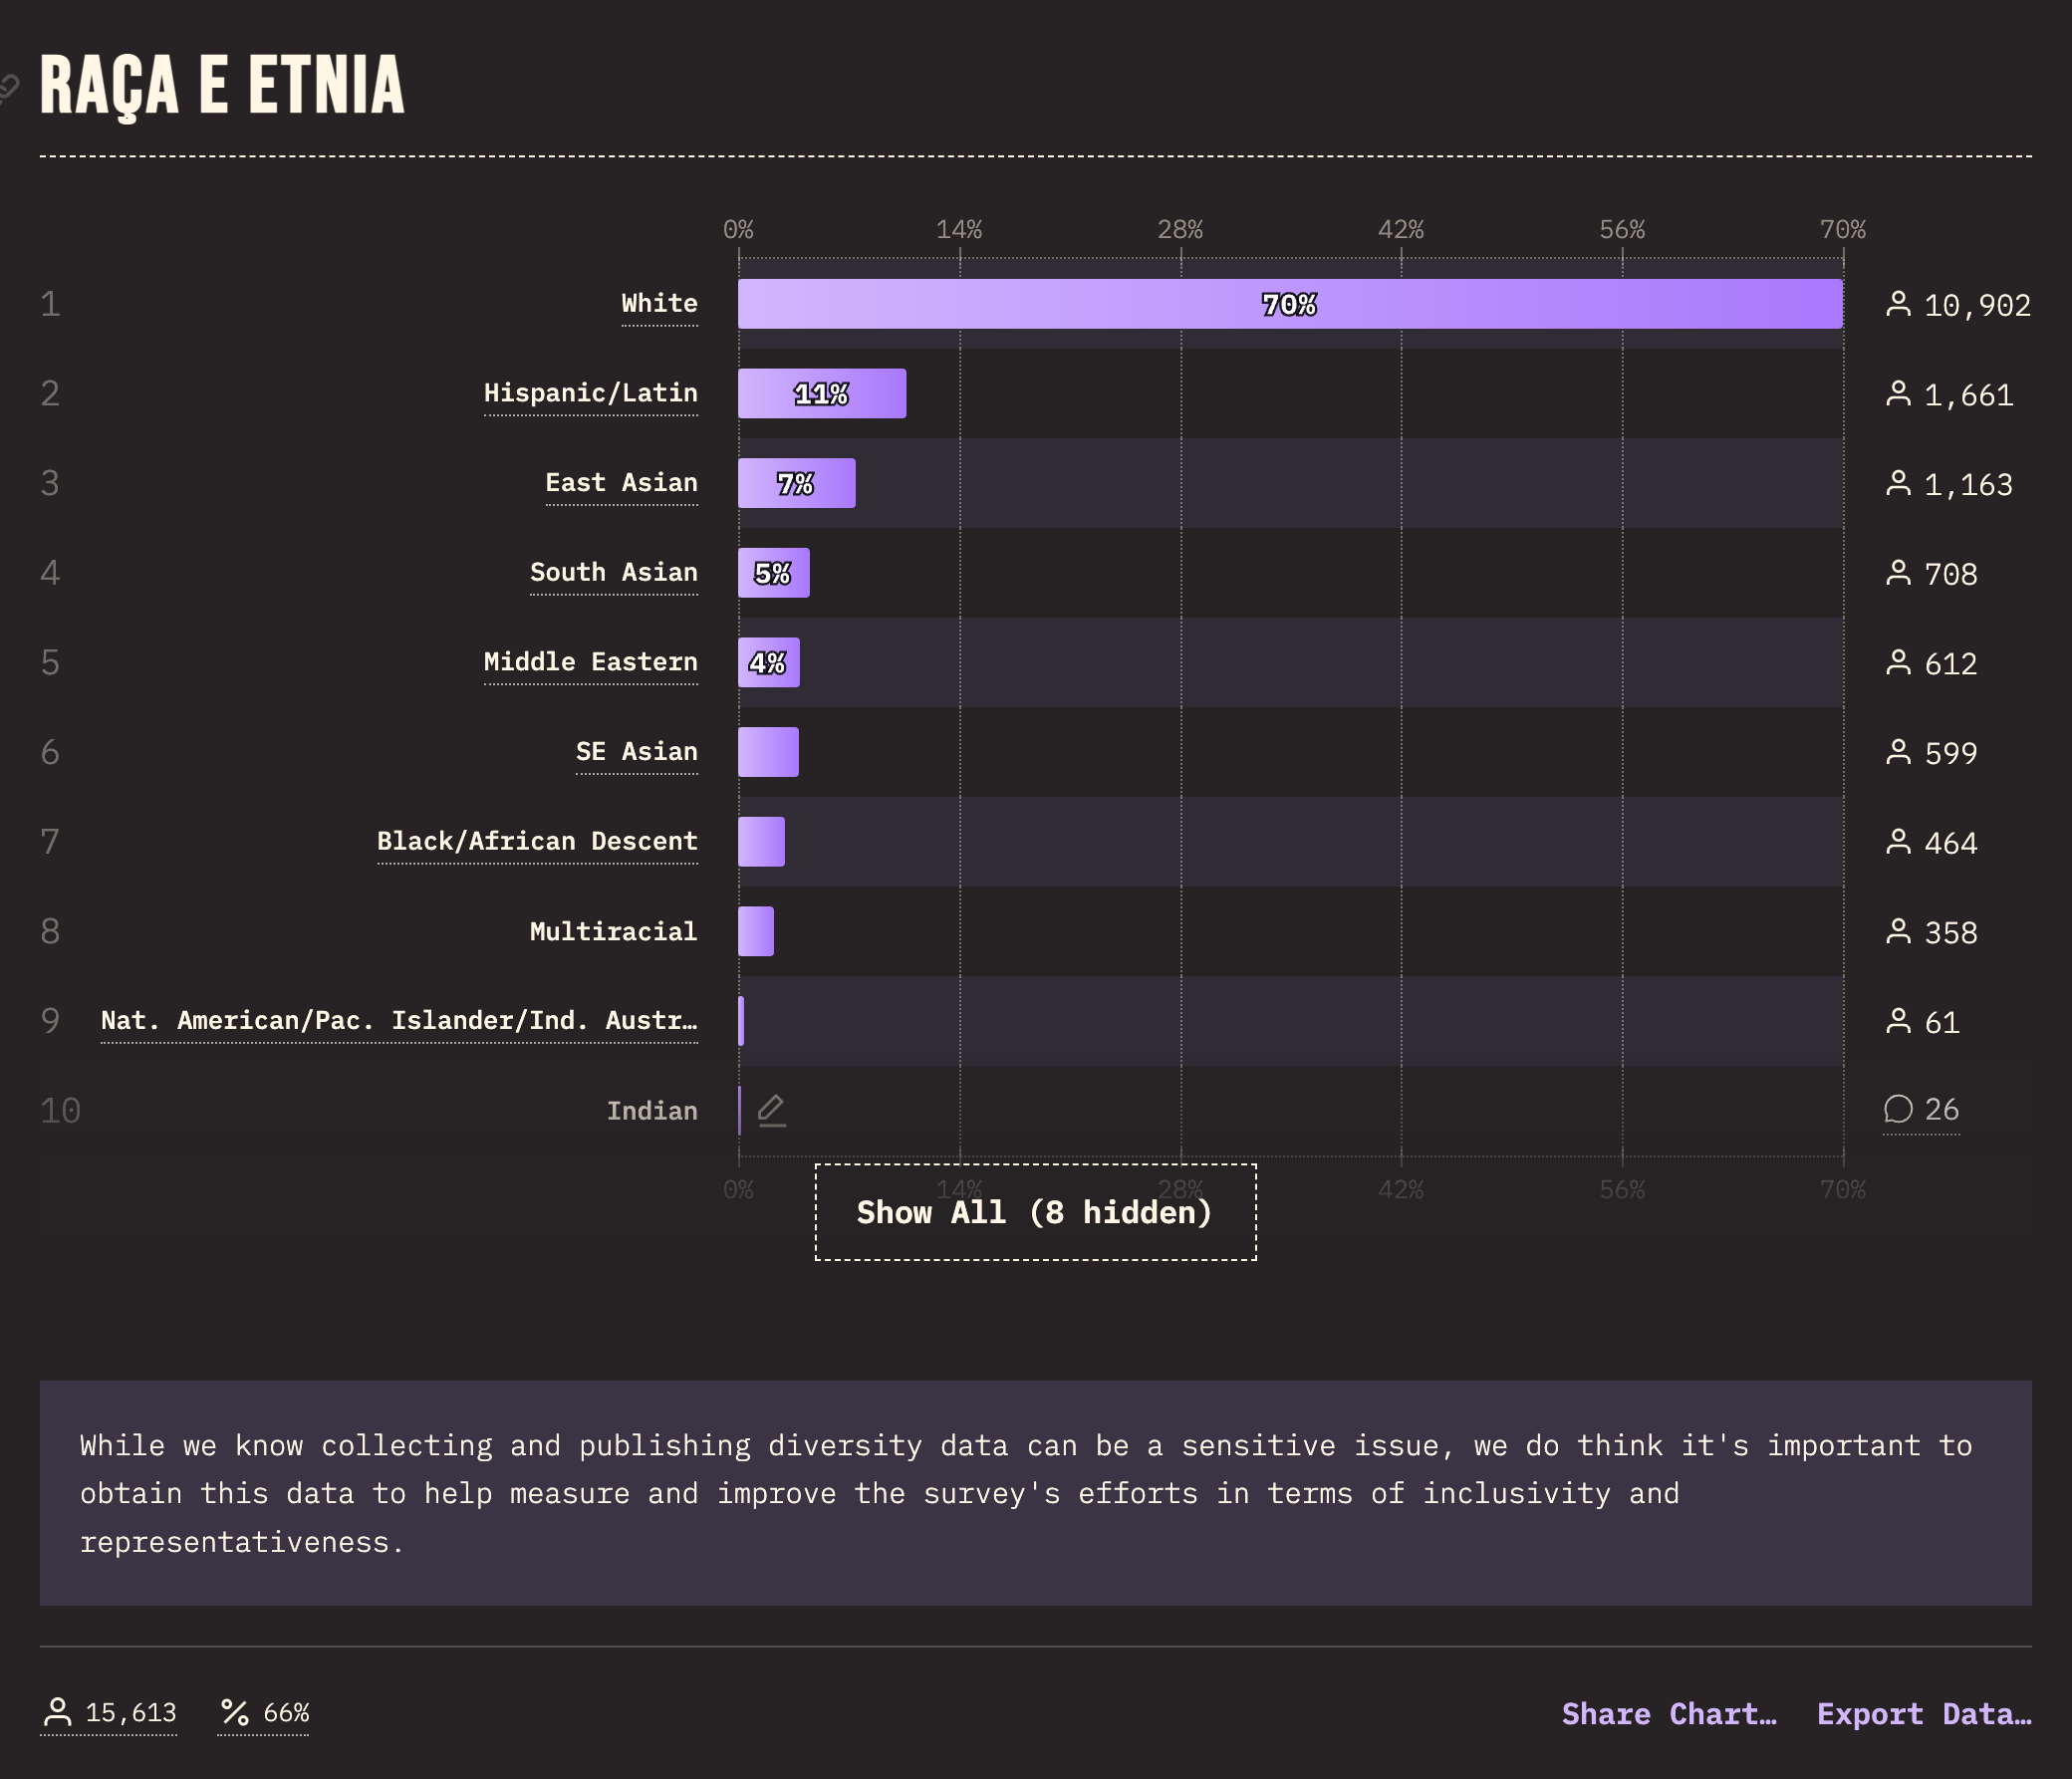 RAÇA E ETNIA
0% 14% 28% 42% 56% 70%
1 White 70% 10,902
2 Hispanic/Latin 11% 1,661
3 East Asian 7% 1,163
4 South Asian 5% 708
5 Middle Eastern 4% 612
6 SE Asian 599
7 Black/African Descent 464
8 Multiracial 358
9 Nat. American/Pac. Islander/Ind. Austr… 61
10 Indian 26
0% 14% 28% 42% 56% 70%
Show All (8 hidden)
While we know collecting and publishing diversity data can be a sensitive issue, we do think it's important to
obtain this data to help measure and improve the survey's efforts in terms of inclusivity and
representativeness.
15,613 66% Share Chart… Export Data…